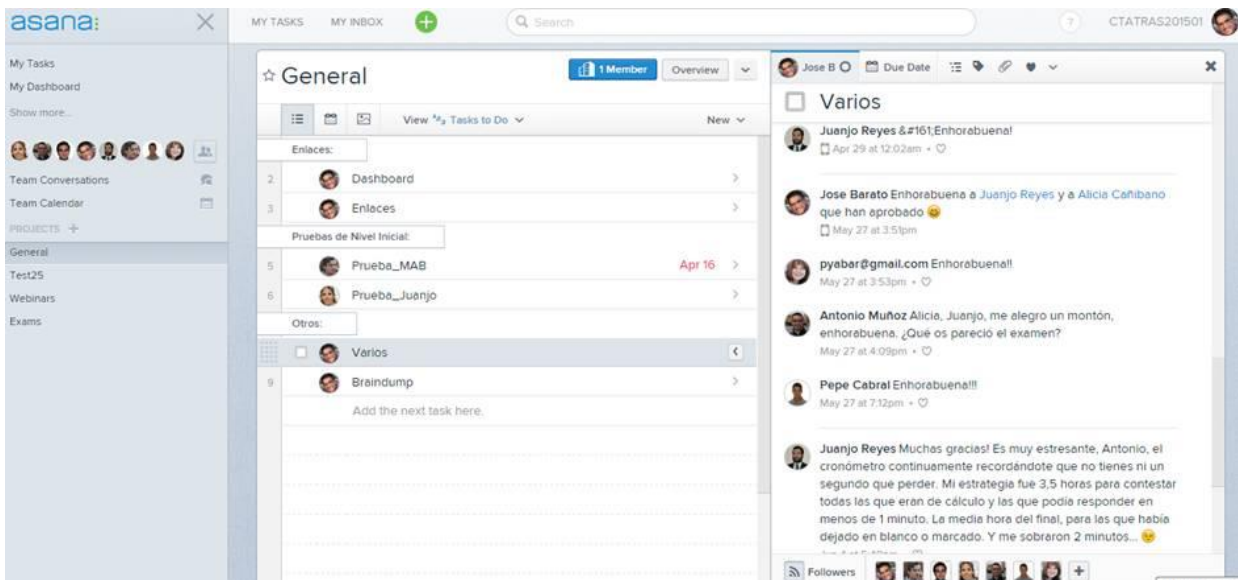 asana:
MY TASKS
MY INBOX
Search
?
CTATRAS201501
My Tasks
My Dashboard
Show more...
Team Conversations
Team Calendar
PROJECTS +
General
Test25
Webinars
Exams
General
1 Member
Overview
View Tasks to Do
New
Enlaces:
2 Dashboard
3 Enlaces
Pruebas de Nivel Inicial:
5 Prueba_MAB Apr 16
6 Prueba_Juanjo
Otros:
Varios
9 Braindump
Add the next task here.
Jose B
Due Date
Varios
Juanjo Reyes &#161;Enhorabuena!
Apr 29 at 12:02am •
Jose Barato Enhorabuena a Juanjo Reyes y a Alicia Cañibano
que han aprobado
May 27 at 3:51pm
pyabar@gmail.com Enhorabuena!!
May 27 at 3:53pm •
Antonio Muñoz Alicia, Juanjo, me alegro un montón,
enhorabuena. ¿Qué os pareció el examen?
May 27 at 4:09pm •
Pepe Cabral Enhorabuena!!!
May 27 at 7:12pm •
Juanjo Reyes Muchas gracias! Es muy estresante, Antonio, el
cronómetro continuamente recordándote que no tienes ni un
segundo que perder. Mi estrategia fue 3,5 horas para contestar
todas las que eran de cálculo y las que podía responder en
menos de 1 minuto. La media hora del final, para las que había
dejado en blanco o marcado. Y me sobraron 2 minutos...
Followers